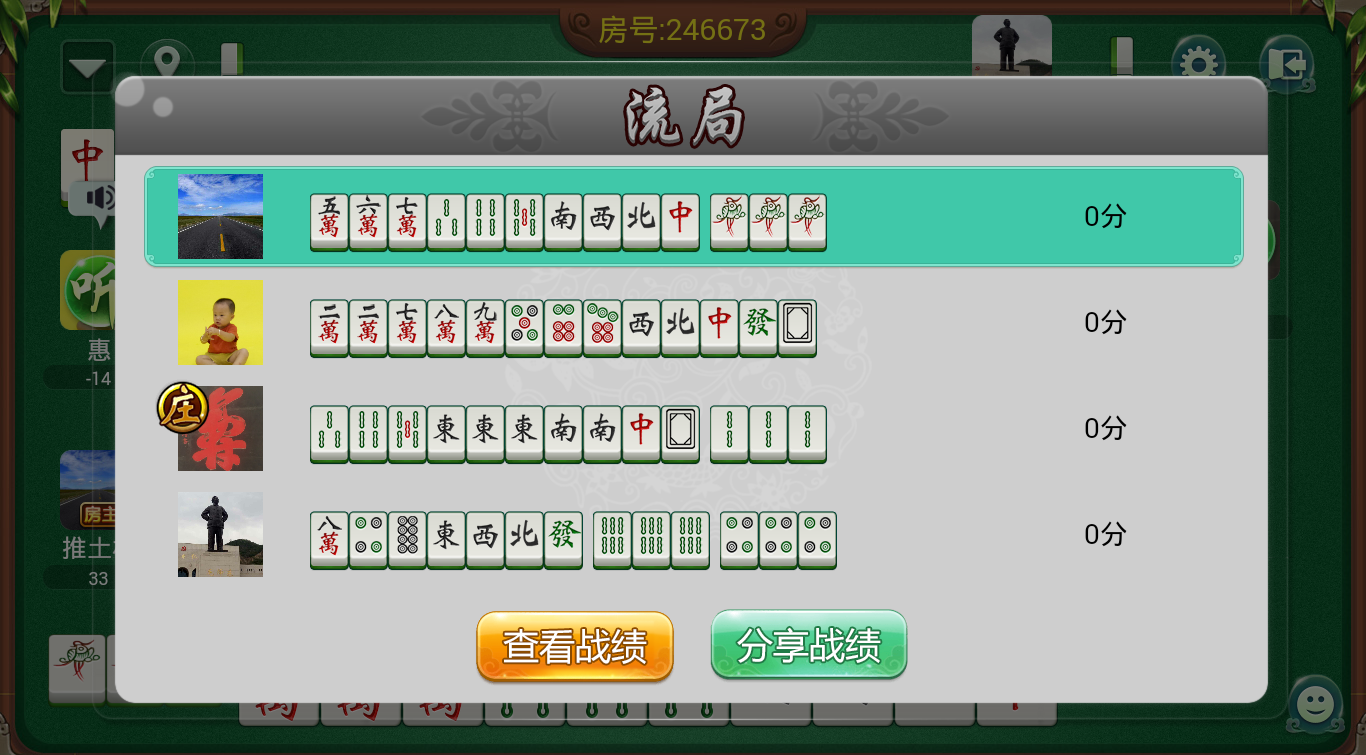 房号:246673
流局
中
五萬 六萬 七萬 南 西 北 中
0分
听
二萬 二萬 七萬 八萬 九萬 西 北 中 發
0分
惠
-14
庄
東 東 東 南 南 中
0分
房主
八萬 東 西 北 發
0分
推土
33
查看战绩
分享战绩